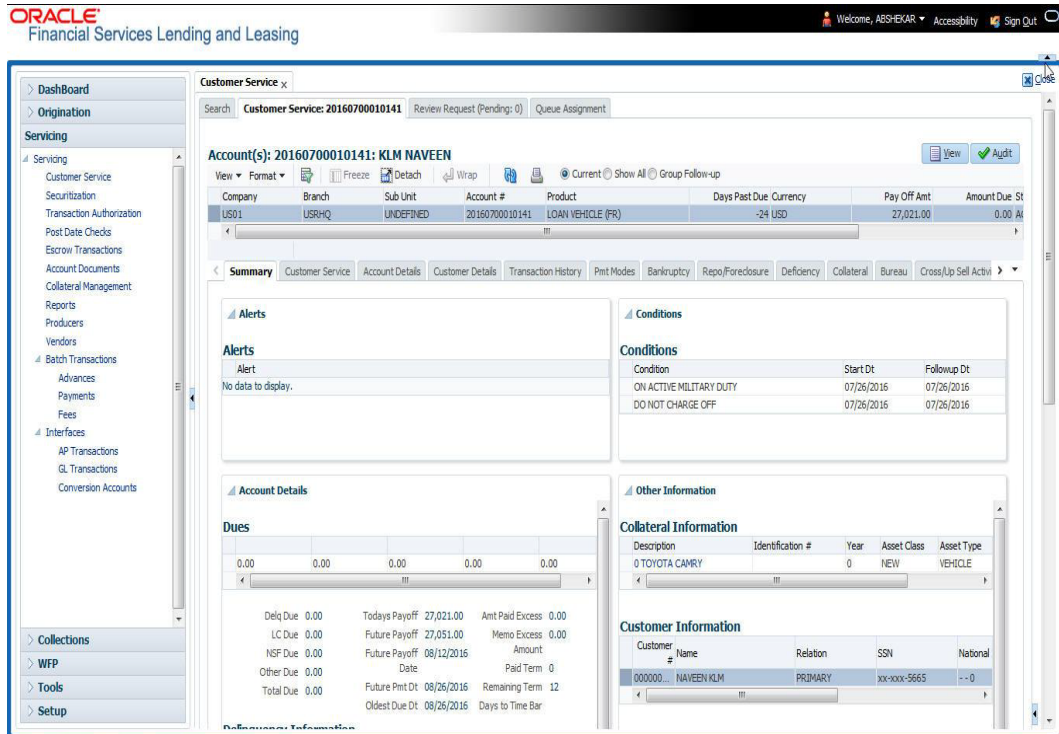 ORACLE
Financial Services Lending and Leasing
Welcome, ABSHEKAR Accessibility Sign Out
Close
DashBoard
Origination
Servicing
Servicing
Customer Service
Securitization
Transaction Authorization
Post Date Checks
Escrow Transactions
Account Documents
Collateral Management
Reports
Producers
Vendors
Batch Transactions
Advances
Payments
Fees
Interfaces
AP Transactions
GL Transactions
Conversion Accounts
Collections
WFP
Tools
Setup
Customer Service x
Search Customer Service: 20160700010141 Review Request (Pending: 0) Queue Assignment
Account(s): 20160700010141: KLM NAVEEN
View Audit
View Format Freeze Detach Wrap Current Show All Group Follow-up
Company Branch Sub Unit Account # Product Days Past Due Currency Pay Off Amt Amount Due St
US01 USRHQ UNDEFINED 20160700010141 LOAN VEHICLE (FR) -24 USD 27,021.00 0.00 A
Summary Customer Service Account Details Customer Details Transaction History Pmt Modes Bankruptcy Repo/Foreclosure Deficiency Collateral Bureau Cross/Up Sell Activi
Alerts
Alerts
Alert
No data to display.
Conditions
Conditions
Condition Start Dt Followup Dt
ON ACTIVE MILITARY DUTY 07/26/2016 07/26/2016
DO NOT CHARGE OFF 07/26/2016 07/26/2016
Account Details
Dues
0.00 0.00 0.00 0.00 0.00
Delq Due 0.00 Todays Payoff 27,021.00 Amt Paid Excess 0.00
LC Due 0.00 Future Payoff 27,051.00 Memo Excess Amount 0.00
NSF Due 0.00 Future Payoff Date 08/12/2016 Paid Term 0
Other Due 0.00 Future Pmt Dt 08/26/2016 Remaining Term 12
Total Due 0.00 Oldest Due Dt 08/26/2016 Days to Time Bar
Delinquency Information
Other Information
Collateral Information
Description Identification # Year Asset Class Asset Type
0 TOYOTA CAMRY 0 NEW VEHICLE
Customer Information
Customer # Name Relation SSN National
000000... NAVEEN KLM PRIMARY xx-xxx-5665 - - 0